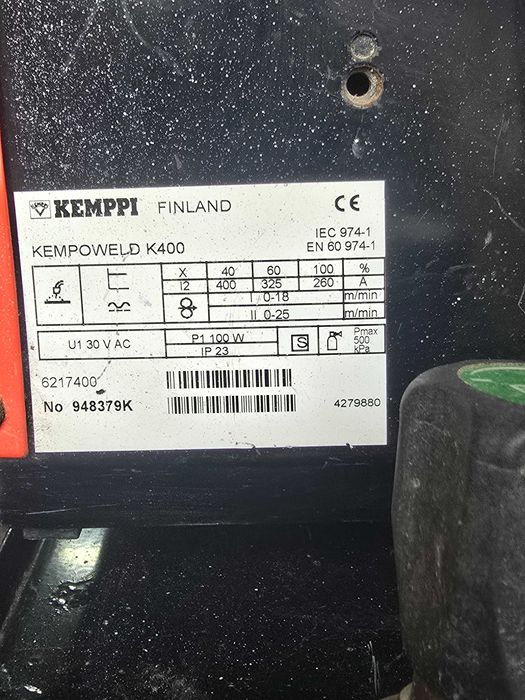 KEMPPI FINLAND
IEC 974-1
KEMPOWELD K400
EN 60 974-1
X 40 60 100 %
I2 400 325 260 A
I 0-18 m/min
II 0-25 m/min
U1 30 V AC
P1 100 W
IP 23
S
Pmax
500
kPa
6217400
No 948379K
4279880